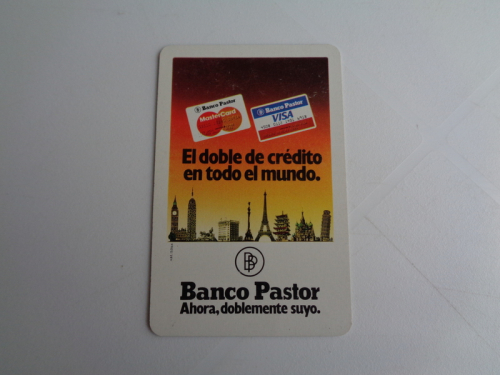 Banco Pastor
MasterCard
Banco Pastor
VISA
El doble de crédito
en todo el mundo.
Banco Pastor
Ahora, doblemente suyo.